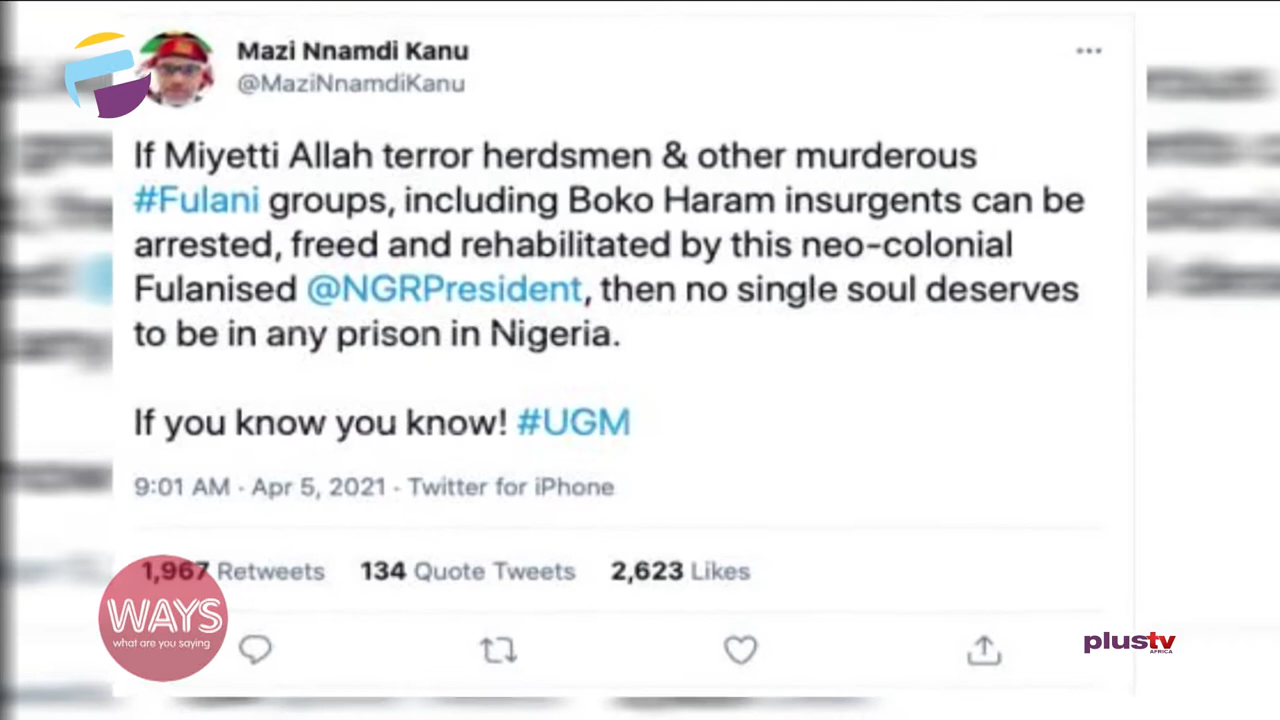 Mazi Nnamdi Kanu
@MaziNnamdiKanu
If Miyetti Allah terror herdsmen & other murderous
#Fulani groups, including Boko Haram insurgents can be
arrested, freed and rehabilitated by this neo-colonial
Fulanised @NGRPresident, then no single soul deserves
to be in any prison in Nigeria.
If you know you know! #UGM
9:01 AM · Apr 5, 2021 · Twitter for iPhone
1,967 Retweets 134 Quote Tweets 2,623 Likes
WAYS
what are you saying
plustv
AFRICA